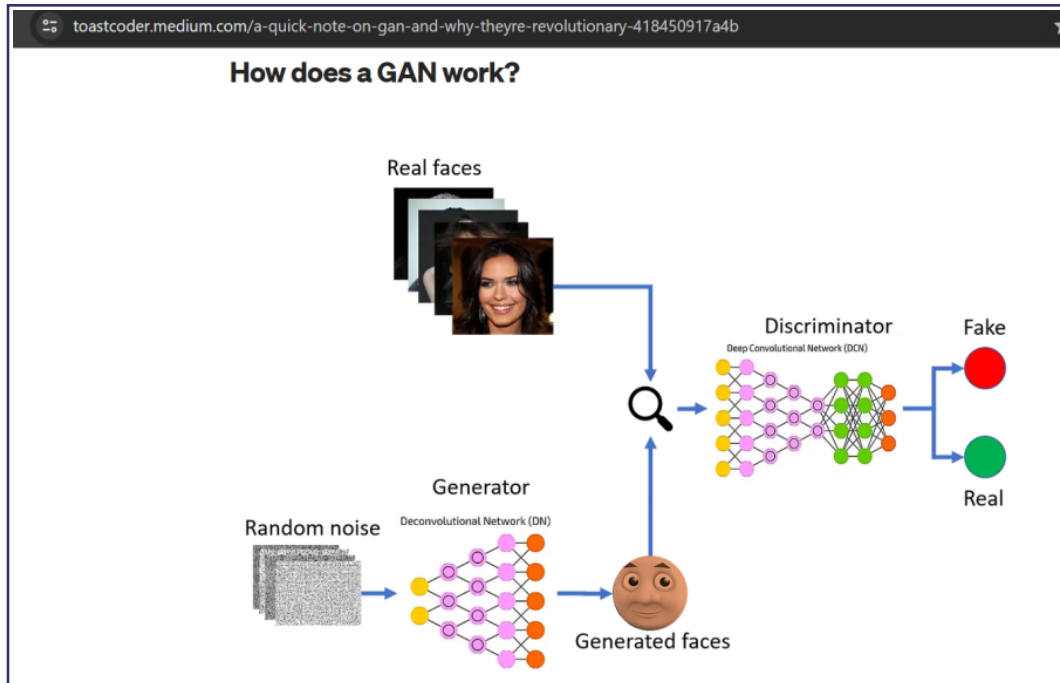 toastcoder.medium.com/a-quick-note-on-gan-and-why-theyre-revolutionary-418450917a4b
How does a GAN work?
Real faces
Discriminator
Deep Convolutional Network (DCN)
Fake
Real
Generator
Deconvolutional Network (DN)
Random noise
Generated faces